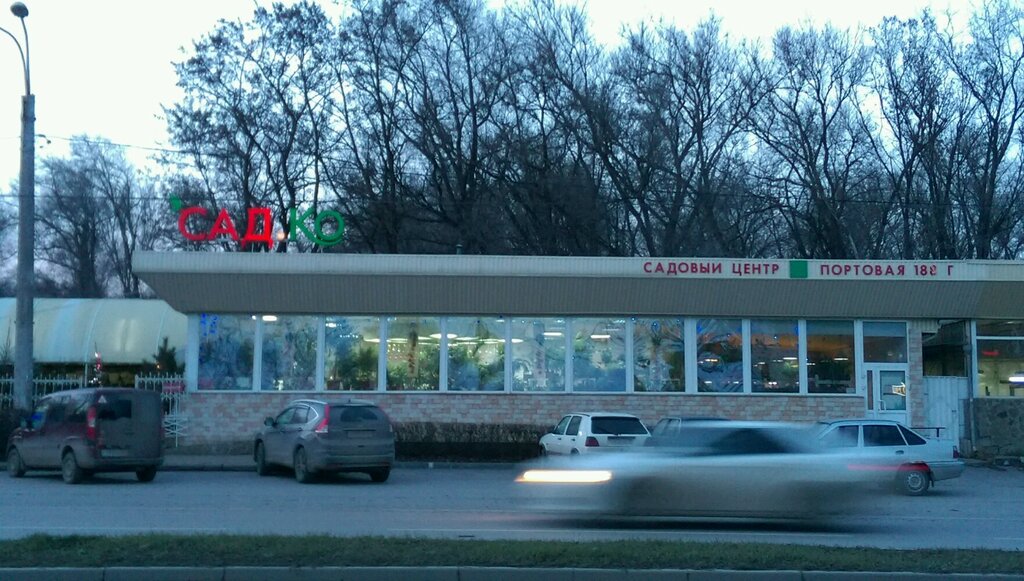 САДКО
САДОВЫЙ ЦЕНТР ПОРТОВАЯ 188 Г